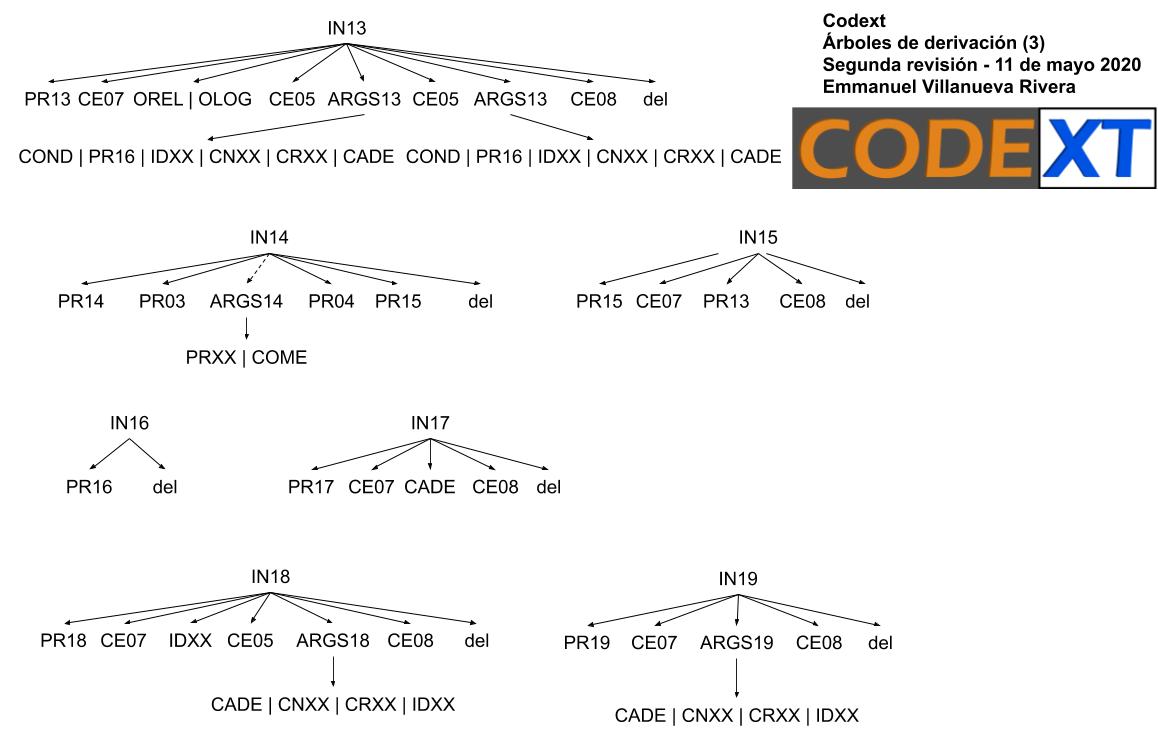 IN13
PR13 CE07 OREL | OLOG CE05 ARGS13 CE05 ARGS13 CE08 del
COND | PR16 | IDXX | CNXX | CRXX | CADE COND | PR16 | IDXX | CNXX | CRXX | CADE
Codext
Árboles de derivación (3)
Segunda revisión - 11 de mayo 2020
Emmanuel Villanueva Rivera
CODEXT
IN14
PR14 PR03 ARGS14 PR04 PR15 del
PRXX | COME
IN15
PR15 CE07 PR13 CE08 del
IN16
PR16 del
IN17
PR17 CE07 CADE CE08 del
IN18
PR18 CE07 IDXX CE05 ARGS18 CE08 del
CADE | CNXX | CRXX | IDXX
IN19
PR19 CE07 ARGS19 CE08 del
CADE | CNXX | CRXX | IDXX